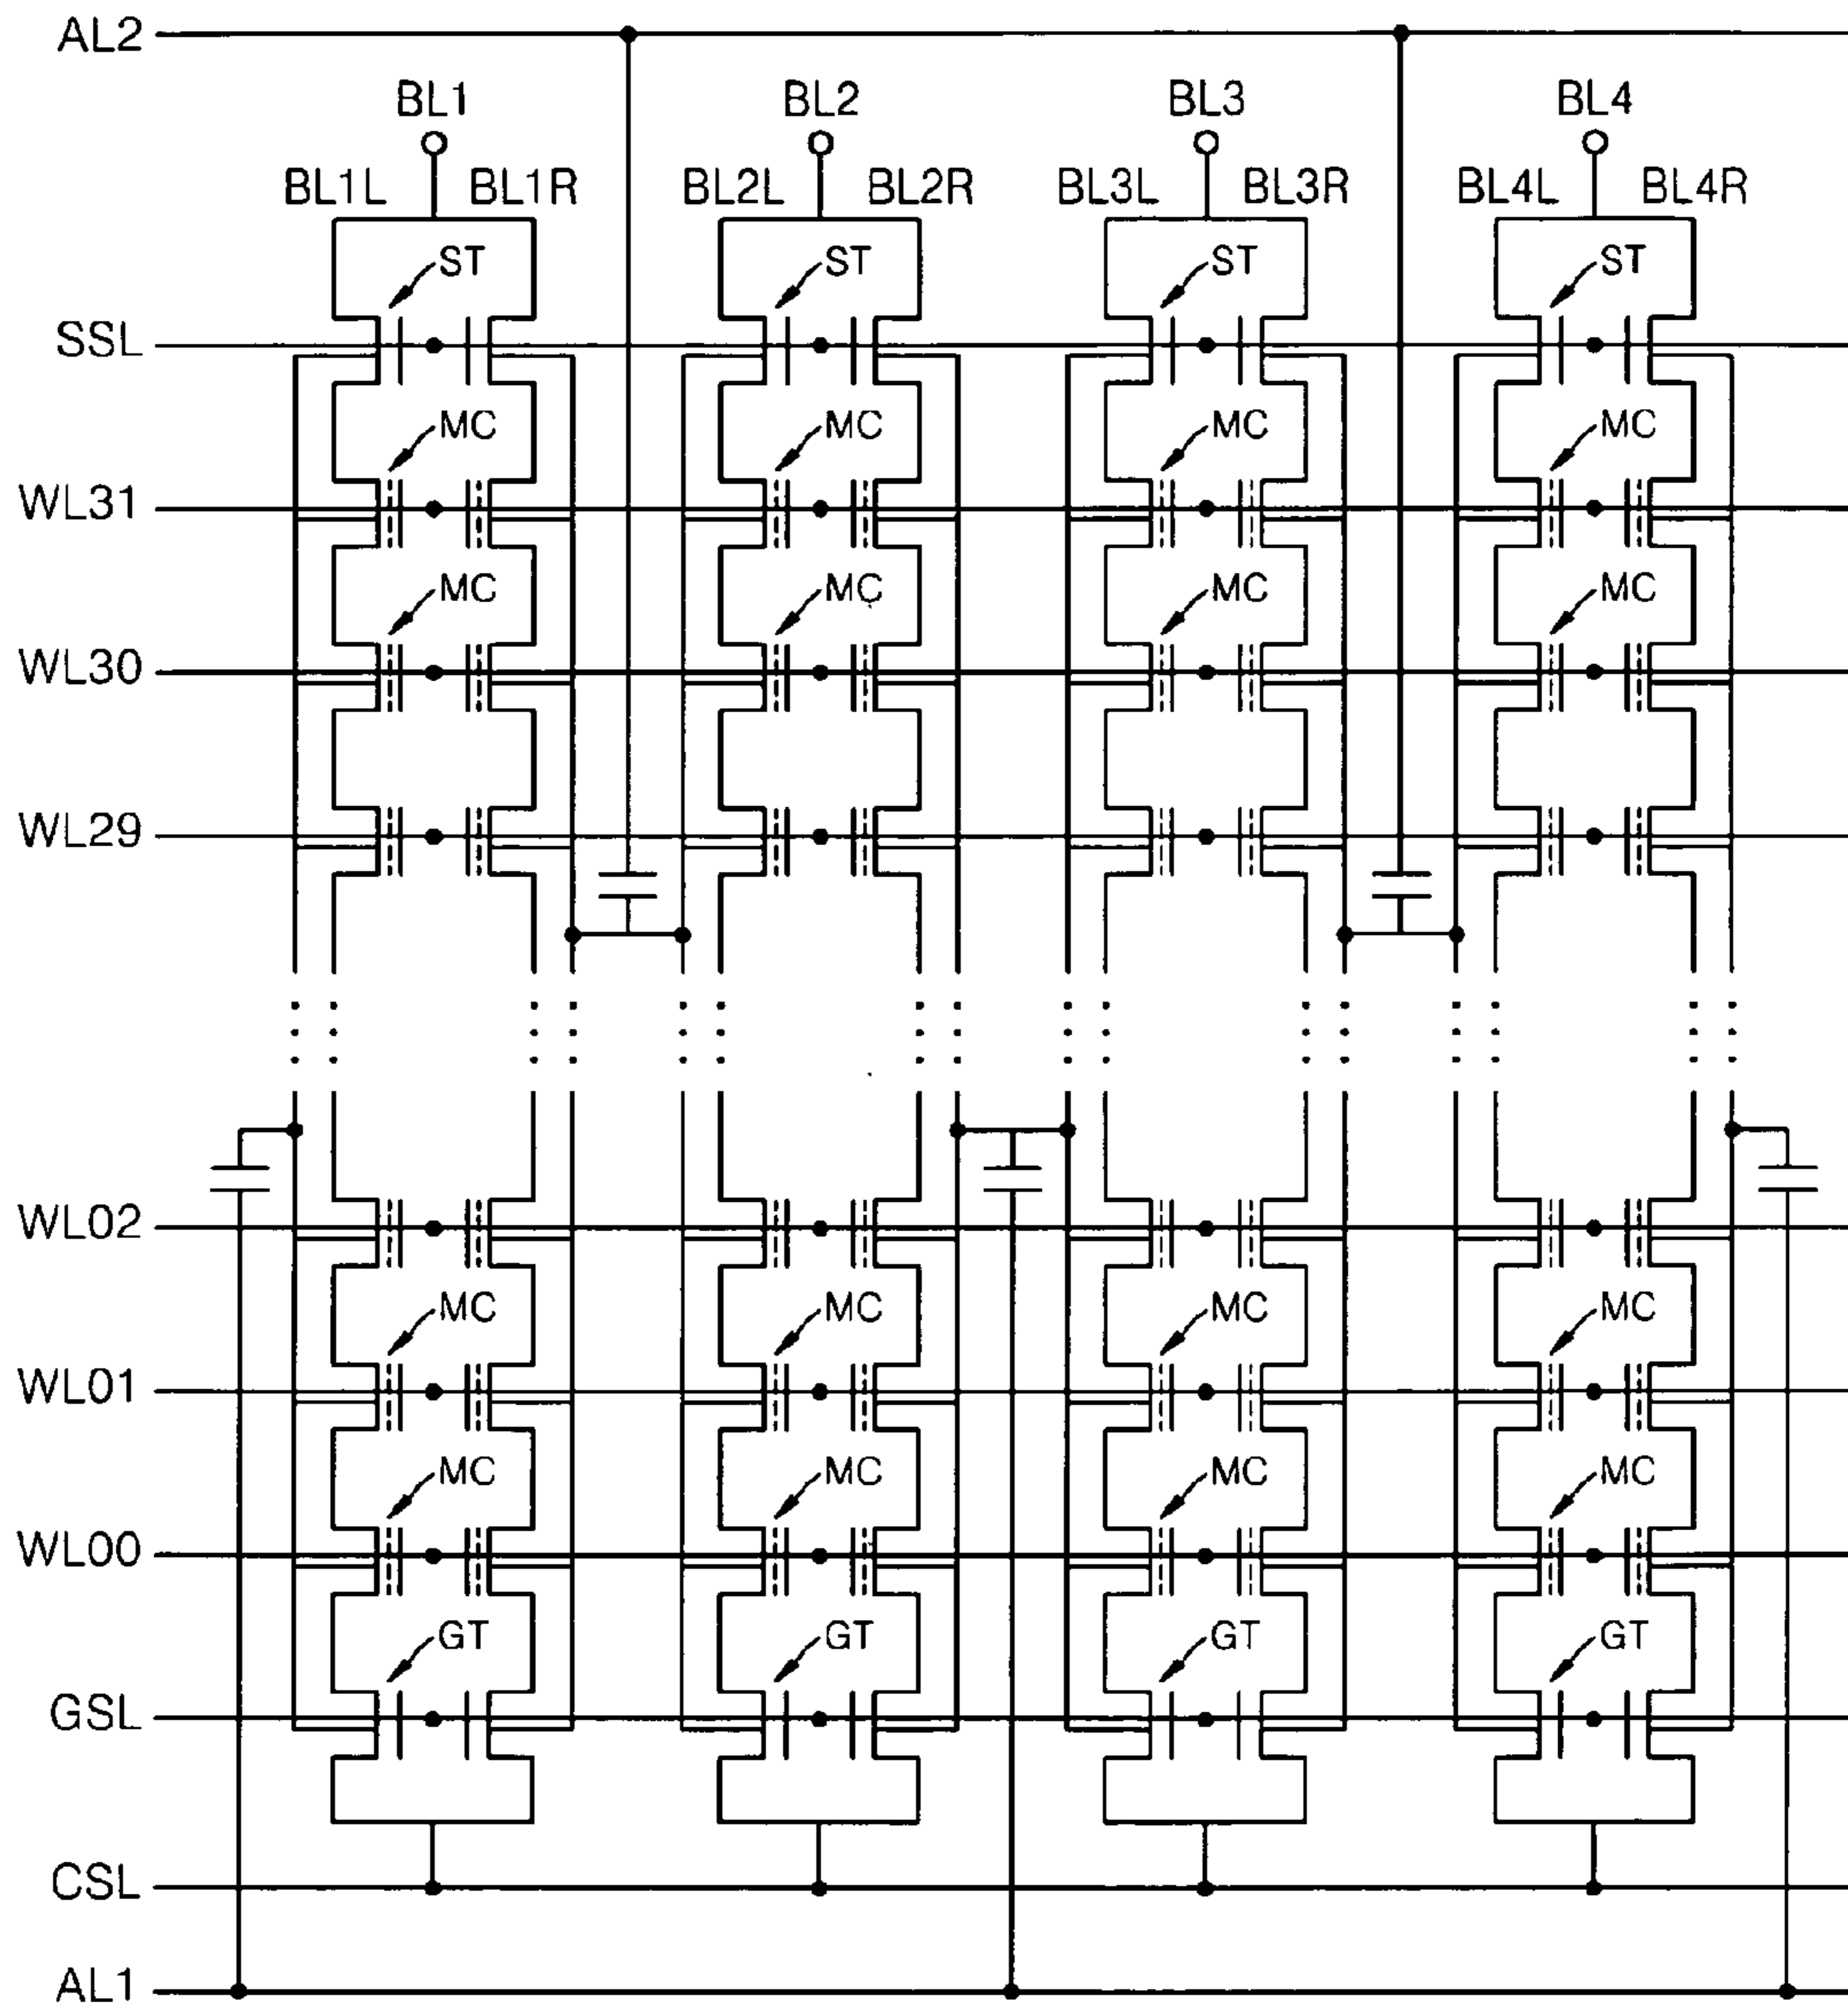 AL2
BL1 BL2 BL3 BL4
BL1L BL1R BL2L BL2R BL3L BL3R BL4L BL4R
ST ST ST ST
SSL
MC MC MC MC
WL31
MC MC MC MC
WL30
WL29
WL02
MC MC MC MC
WL01
MC MC MC MC
WL00
GT GT GT GT
GSL
CSL
AL1